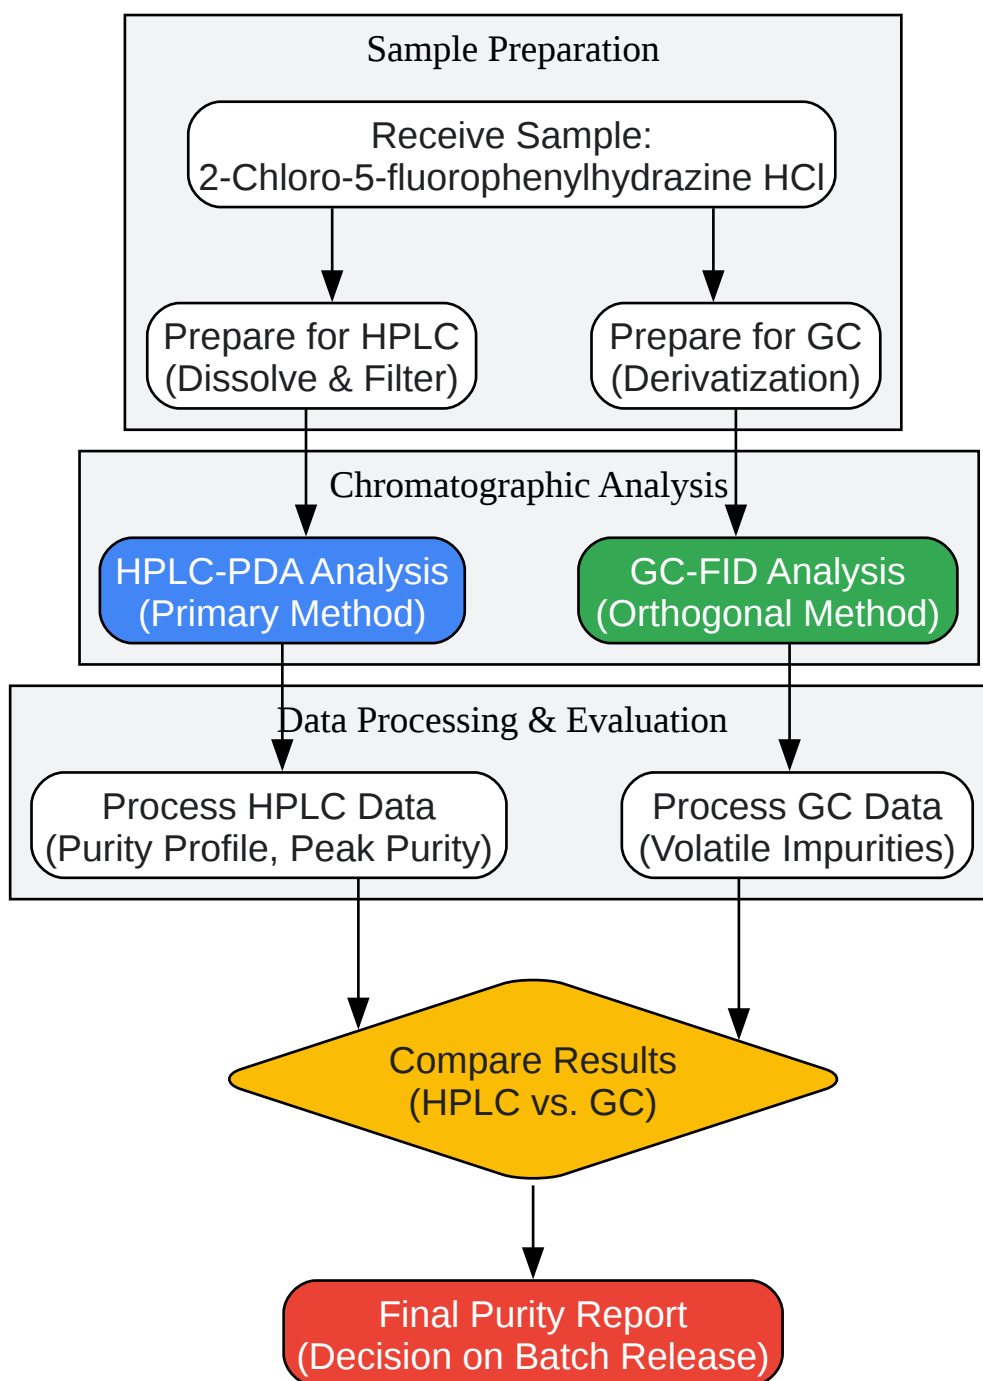 Sample Preparation
Receive Sample:
2-Chloro-5-fluorophenylhydrazine HCl
Prepare for HPLC
(Dissolve & Filter)
Prepare for GC
(Derivatization)
Chromatographic Analysis
HPLC-PDA Analysis
(Primary Method)
GC-FID Analysis
(Orthogonal Method)
Data Processing & Evaluation
Process HPLC Data
(Purity Profile, Peak Purity)
Process GC Data
(Volatile Impurities)
Compare Results
(HPLC vs. GC)
Final Purity Report
(Decision on Batch Release)